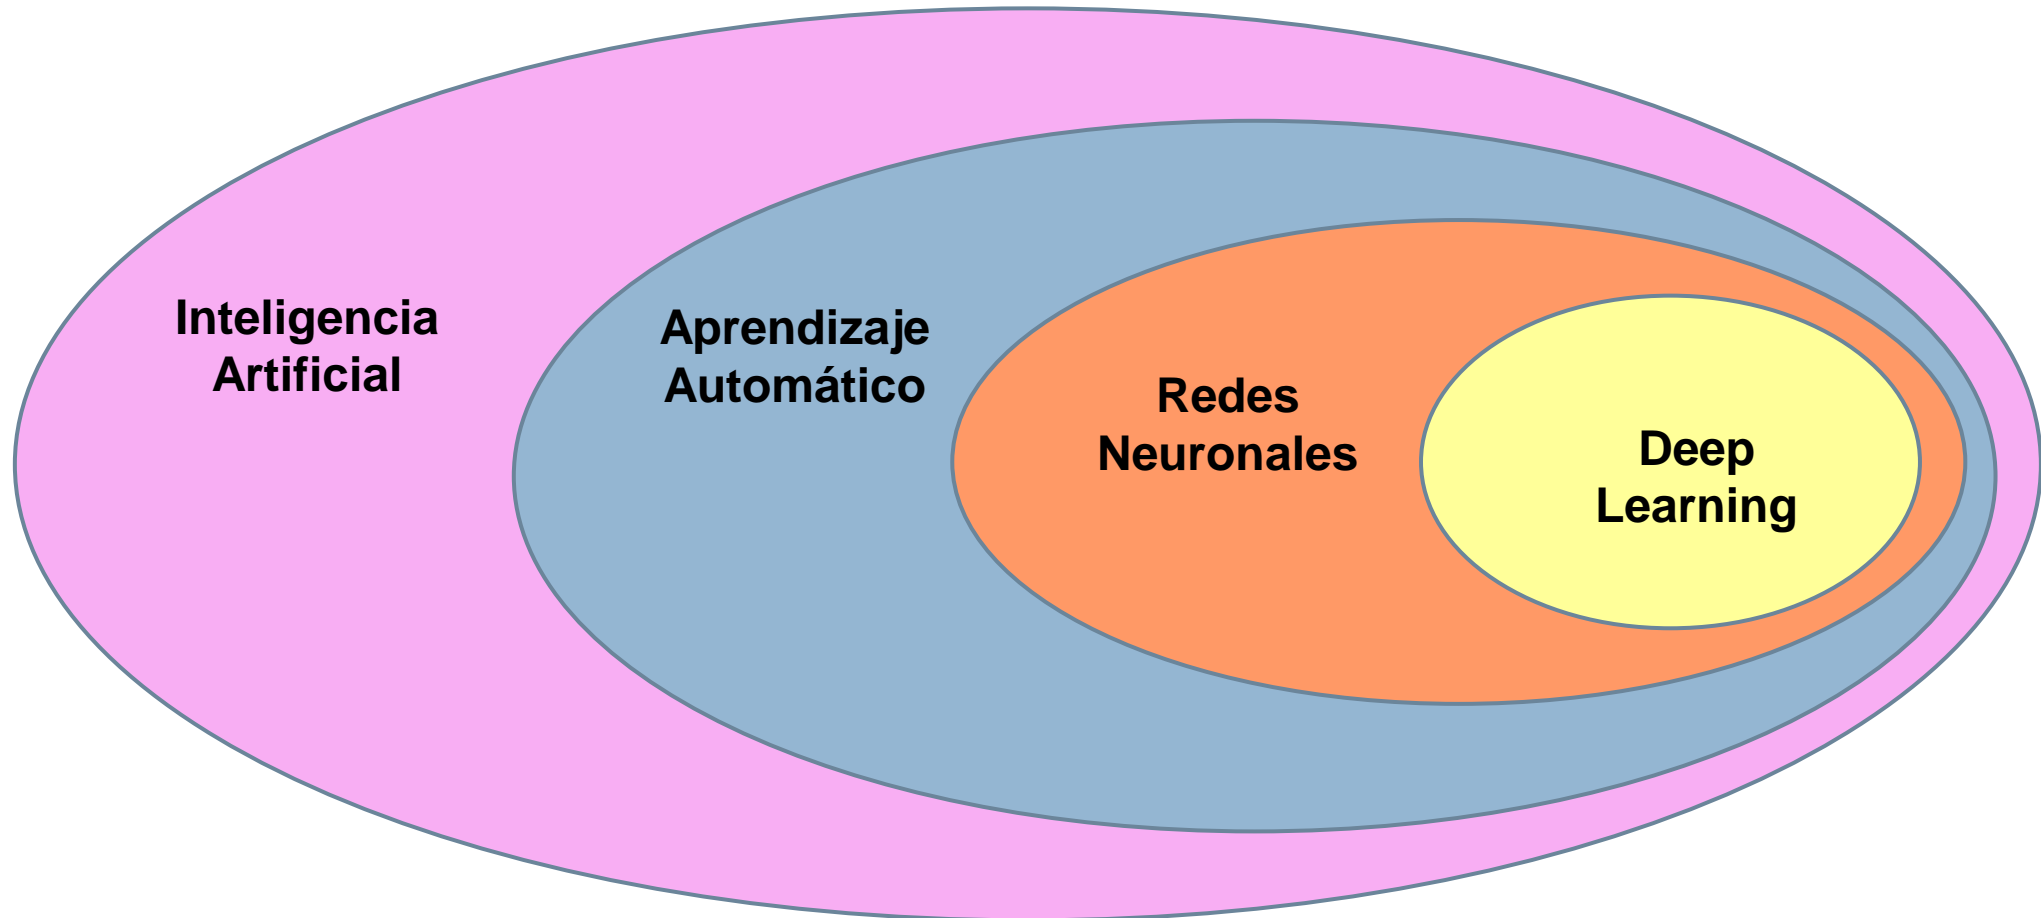 Inteligencia
Artificial
Aprendizaje
Automático
Redes
Neuronales
Deep
Learning